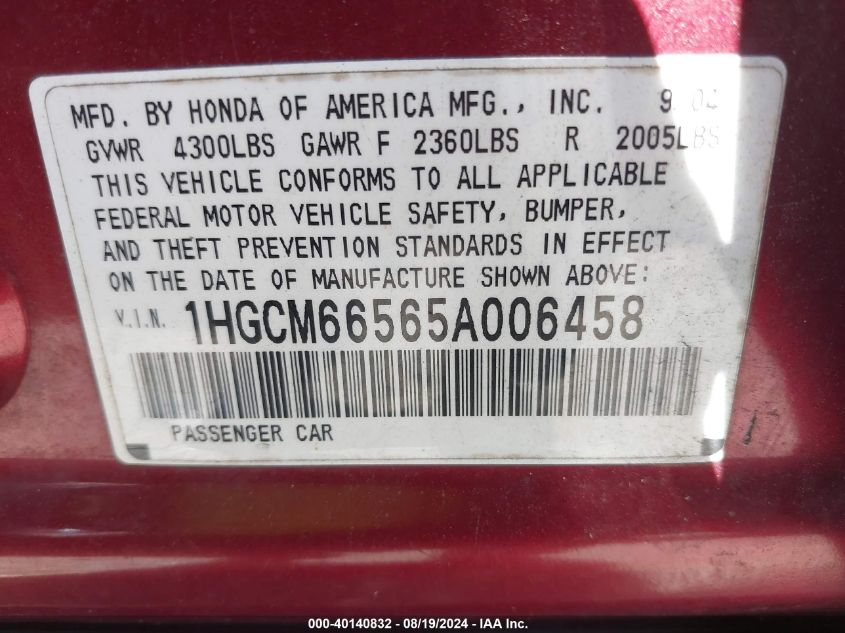 MFD. BY HONDA OF AMERICA MFG., INC.
GVWR 4300LBS GAWR F 2360LBS R 2005LBS
THIS VEHICLE CONFORMS TO ALL APPLICABLE
FEDERAL MOTOR VEHICLE SAFETY, BUMPER,
AND THEFT PREVENTION STANDARDS IN EFFECT
ON THE DATE OF MANUFACTURE SHOWN ABOVE:
V.I.N. 1HGCM66565A006458
PASSENGER CAR
000-40140832 - 08/19/2024 - IAA Inc.